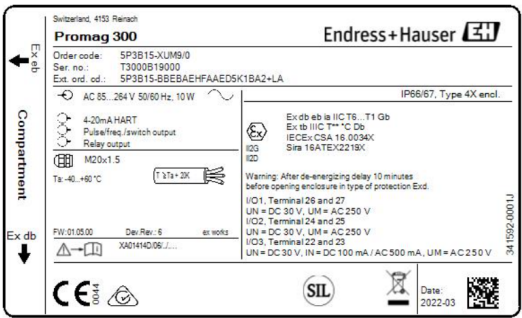 Switzerland, 4153 Reinach
Promag 300
Endress+Hauser EH
Order code: 5P3B15-XUM9/0
Ser. no.: T3000B19000
Ext. ord. cd.: 5P3B15-BBEBAEHFAAED5K1BA2+LA
Ex eb
Compartment
Ex db
AC 85...264 V 50/60 Hz, 10 W
4-20mA HART
Pulse/freq./switch output
Relay output
M20x1.5
Ta: -40...+60 °C
T ≥Ta + 20K
FW: 01.05.00 Dev.Rev.: 6 ex works
XA01414D/06/../....
IP66/67, Type 4X encl.
Ex
II2G
II2D
Ex db eb ia IIC T6...T1 Gb
Ex tb IIIC T** °C Db
IECEx CSA 16.0034X
Sira 16ATEX2219X
Warning: After de-energizing delay 10 minutes
before opening enclosure in type of protection Exd.
I/O1, Terminal 26 and 27
UN = DC 30 V, UM = AC 250 V
I/O2, Terminal 24 and 25
UN = DC 30 V, UM = AC 250 V
I/O3, Terminal 22 and 23
UN = DC 30 V, IN = DC 100 mA / AC 500 mA, UM = AC 250 V
341592-0001J
CE 0044
SIL
Date:
2022-03